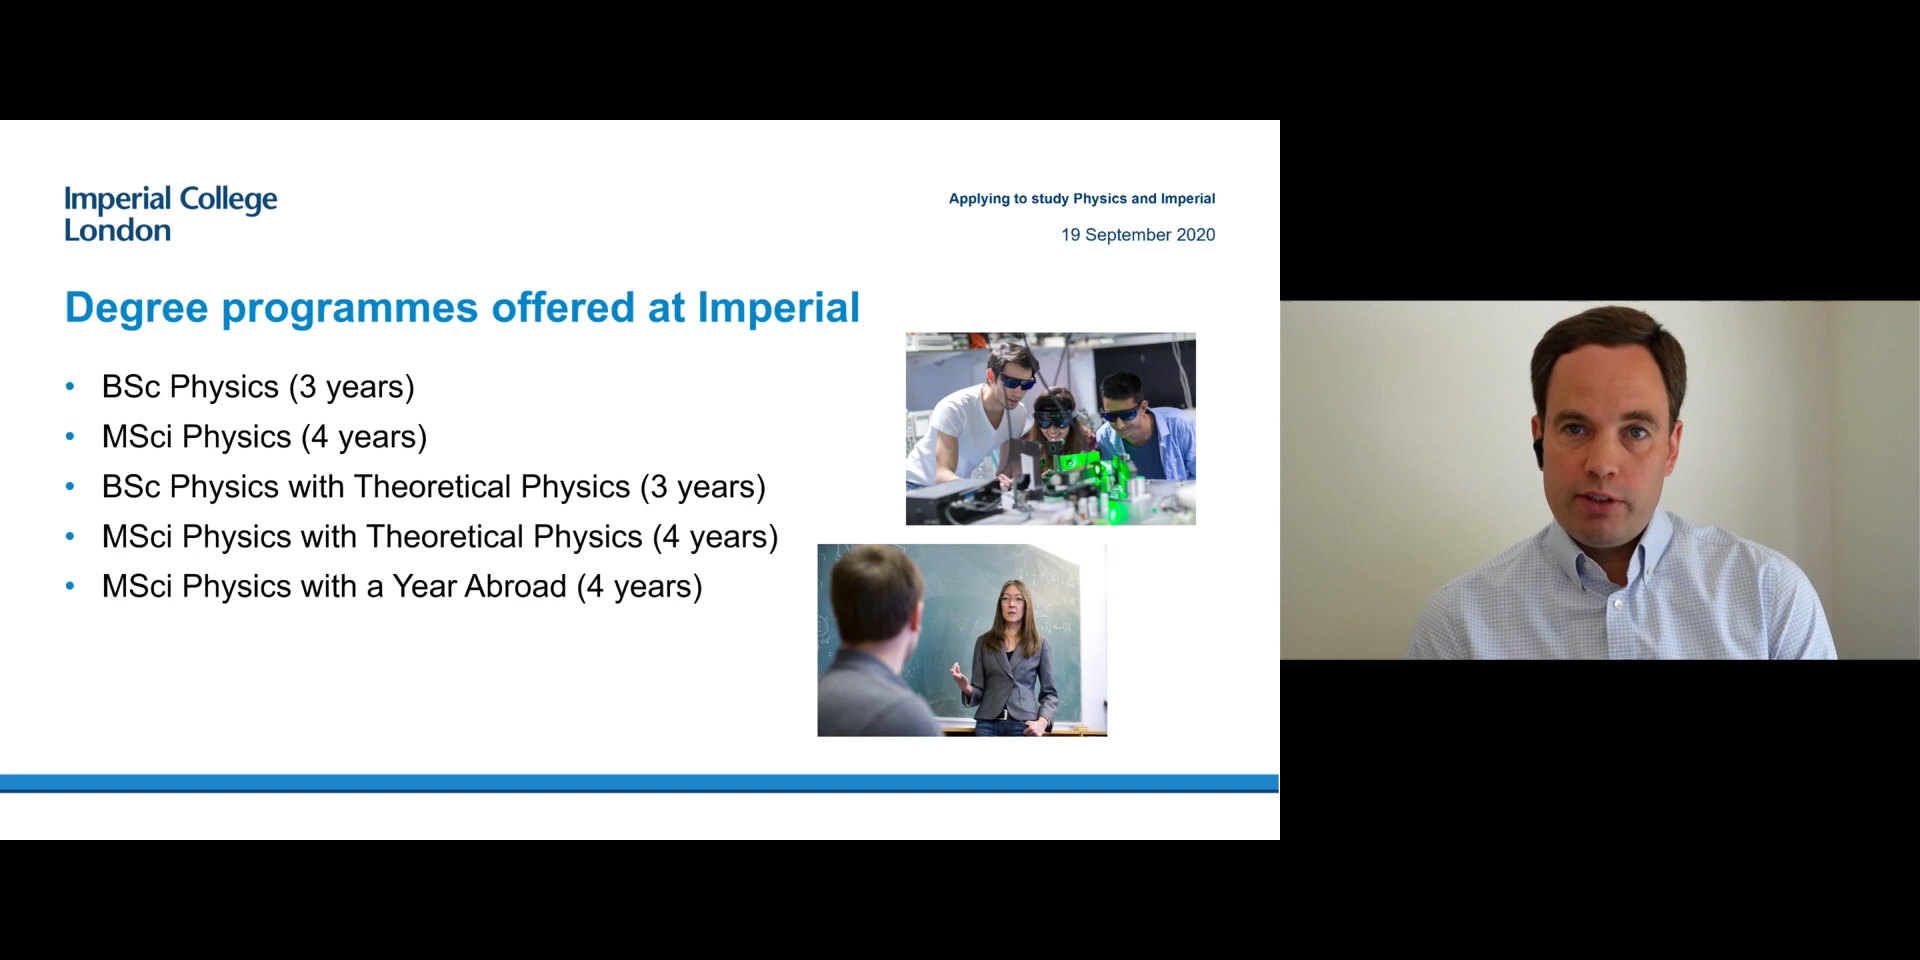 Imperial College
London
Applying to study Physics and Imperial
19 September 2020
Degree programmes offered at Imperial
• BSc Physics (3 years)
• MSci Physics (4 years)
• BSc Physics with Theoretical Physics (3 years)
• MSci Physics with Theoretical Physics (4 years)
• MSci Physics with a Year Abroad (4 years)